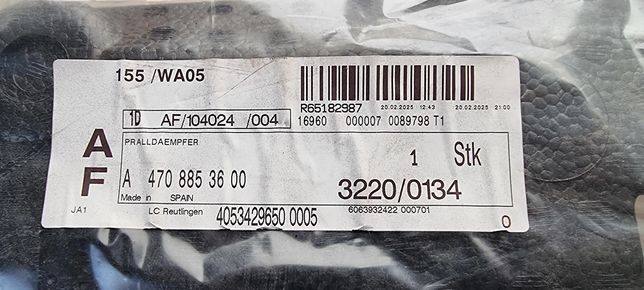 155 /WA05
R65182987 20.02.2025 12:43 20.02.2025 21:00
1D AF/104024 /004 16960 000007 0089798 T1
A F
PRALLDAEMPFER
1 Stk
A 470 885 36 00
3220/0134
Made in SPAIN
JA1 LC Reutlingen 4053429650 0005 6063932422 000701 0